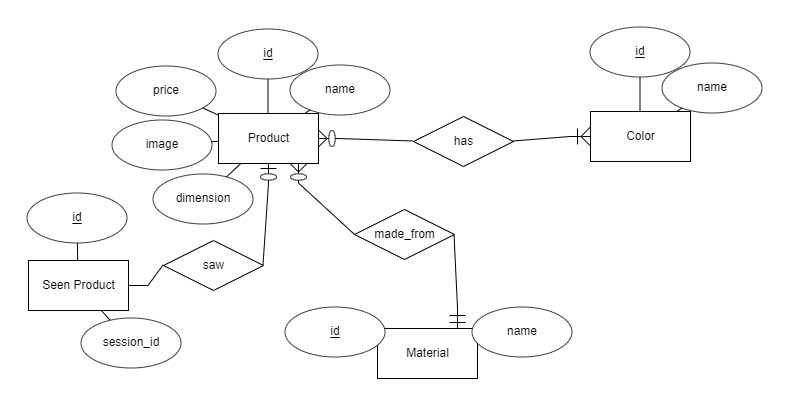 id
id
price
name
name
image
Product
has
Color
dimension
id
made_from
saw
Seen Product
session_id
id
name
Material